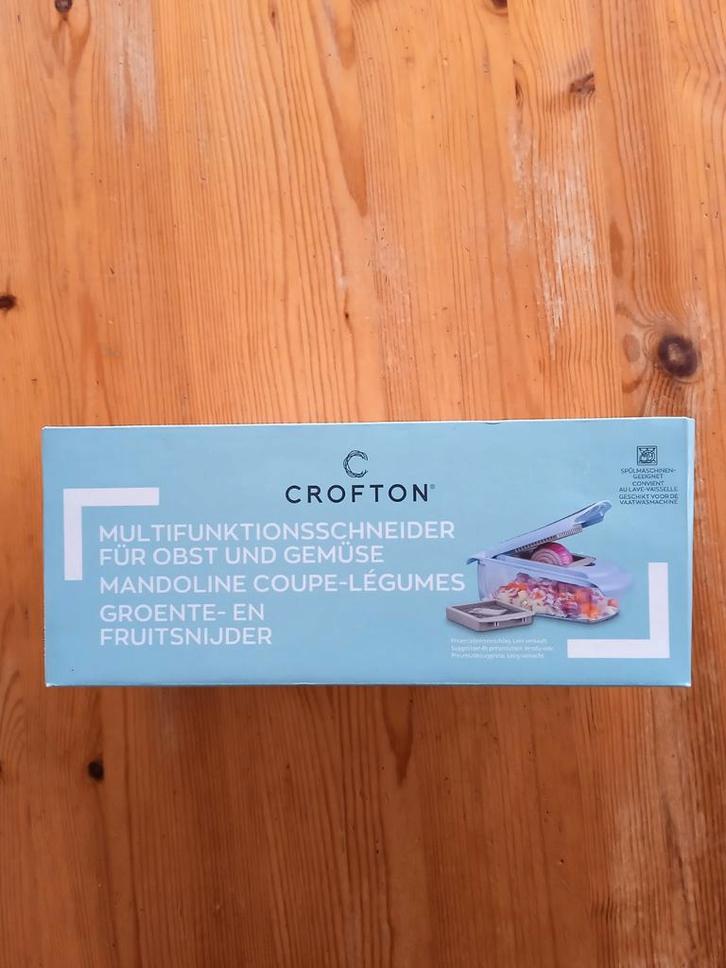 CROFTON®
MULTIFUNKTIONSSCHNEIDER
FÜR OBST UND GEMÜSE
MANDOLINE COUPE-LÉGUMES
GROENTE- EN
FRUITSNIJDER
SPÜLMASCHINEN-
GEEIGNET
CONVIENT
AU LAVE-VAISSELLE
GESCHIKT VOOR DE
VAATWASMACHINE